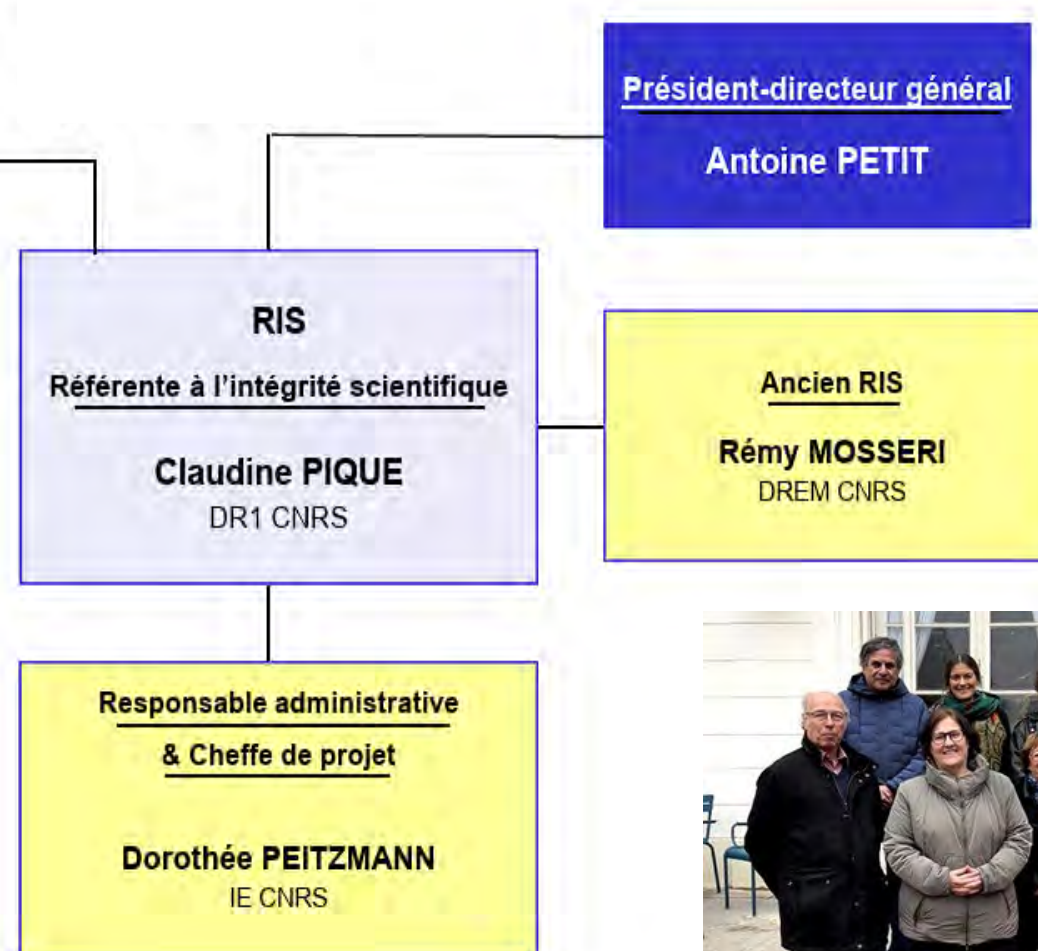 Président-directeur général
Antoine PETIT
RIS
Référente à l'intégrité scientifique
Claudine PIQUE
DR1 CNRS
Ancien RIS
Rémy MOSSERI
DREM CNRS
Responsable administrative
& Cheffe de projet
Dorothée PEITZMANN
IE CNRS